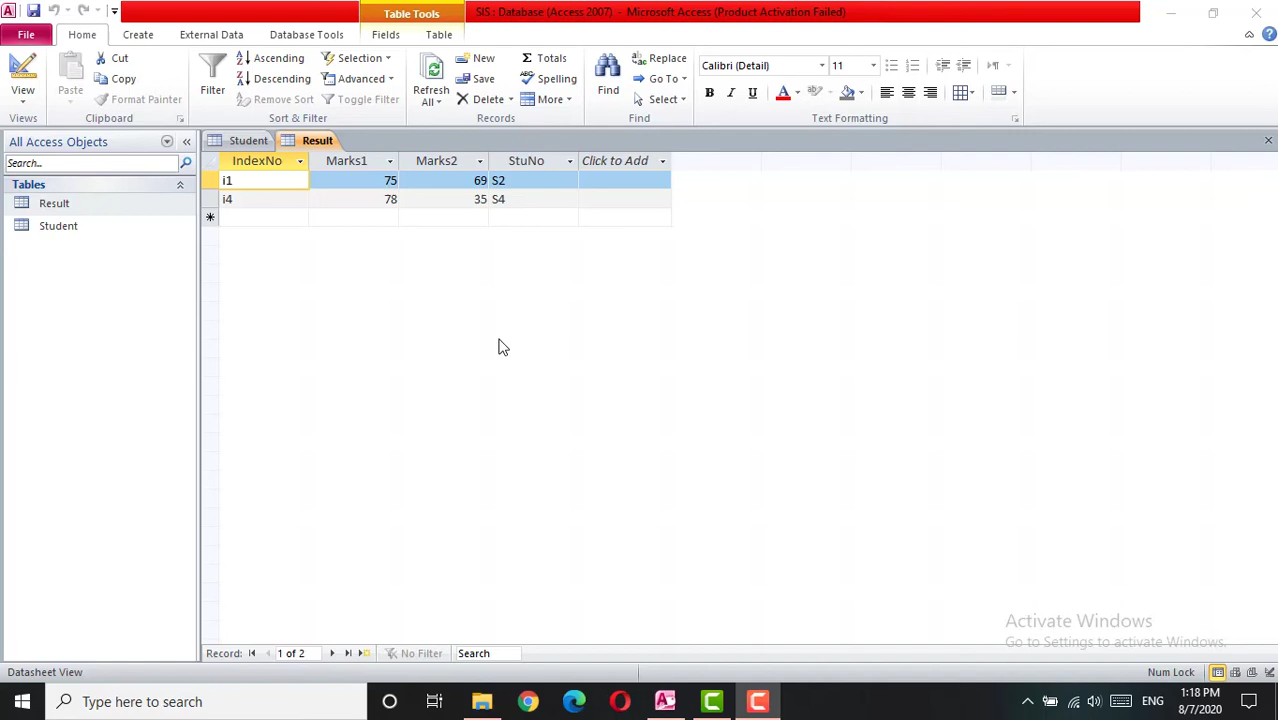 Table Tools
SIS : Database (Access 2007) - Microsoft Access (Product Activation Failed)
File Home Create External Data Database Tools Fields Table
View
Views
Paste
Cut
Copy
Format Painter
Clipboard
Filter
Ascending
Descending
Remove Sort
Selection
Advanced
Toggle Filter
Sort & Filter
Refresh
All
New
Save
Delete
Totals
Spelling
More
Records
Find
Replace
Go To
Select
Find
Calibri (Detail) 11
B I U A ab
Text Formatting
All Access Objects «
Search...
Tables
Result
Student
Student Result
IndexNo Marks1 Marks2 StuNo Click to Add
i1 75 69 S2
i4 78 35 S4
Activate Windows
Go to Settings to activate Windows.
Record: 1 of 2 No Filter Search
Datasheet View Num Lock
Type here to search
ENG
1:18 PM
8/7/2020